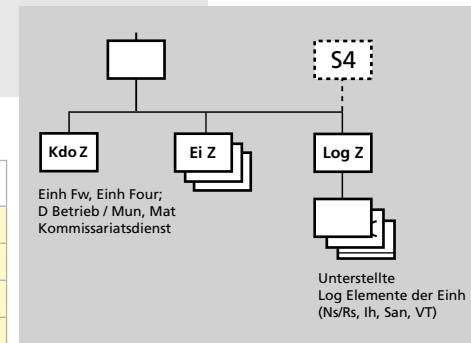 S4
Kdo Z
Ei Z
Log Z
Einh Fw, Einh Four;
D Betrieb / Mun, Mat
Kommissariatsdienst
Unterstellte
Log Elemente der Einh
(Ns/Rs, Ih, San, VT)